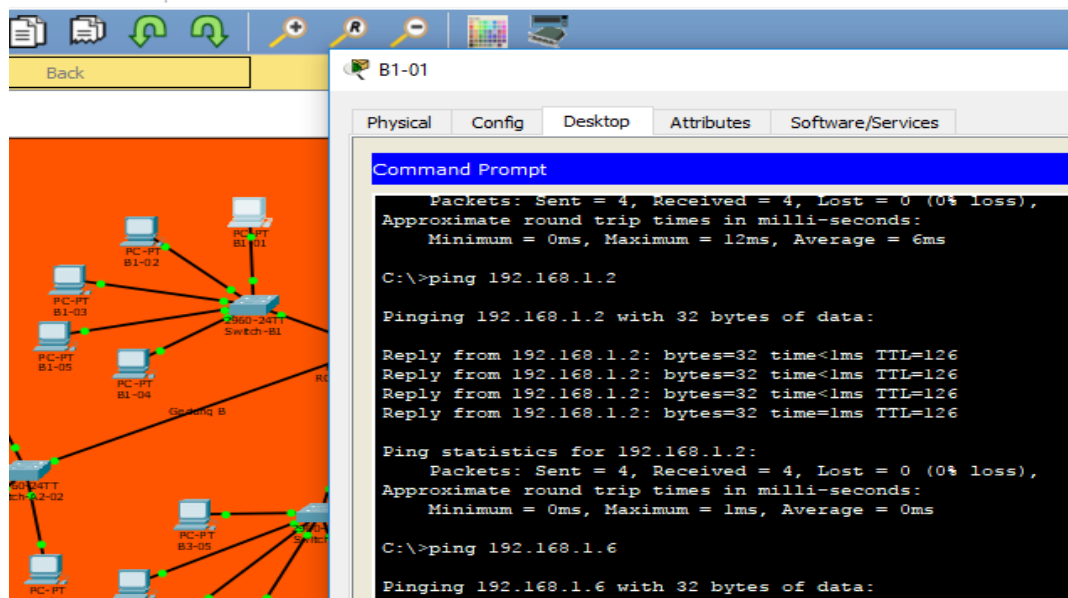 Back
B1-01
Physical Config Desktop Attributes Software/Services
Command Prompt
Packets: Sent = 4, Received = 4, Lost = 0 (0% loss),
Approximate round trip times in milli-seconds:
Minimum = 0ms, Maximum = 12ms, Average = 6ms
C:\>ping 192.168.1.2
Pinging 192.168.1.2 with 32 bytes of data:
Reply from 192.168.1.2: bytes=32 time<1ms TTL=126
Reply from 192.168.1.2: bytes=32 time<1ms TTL=126
Reply from 192.168.1.2: bytes=32 time<1ms TTL=126
Reply from 192.168.1.2: bytes=32 time=1ms TTL=126
Ping statistics for 192.168.1.2:
Packets: Sent = 4, Received = 4, Lost = 0 (0% loss),
Approximate round trip times in milli-seconds:
Minimum = 0ms, Maximum = 1ms, Average = 0ms
C:\>ping 192.168.1.6
Pinging 192.168.1.6 with 32 bytes of data:
PC-PT
B1-01
PC-PT
B1-02
PC-PT
B1-03
2960-24TT
Switch-B1
PC-PT
B1-05
PC-PT
B1-04
Gedung B
PC-PT
B3-05
PC-PT